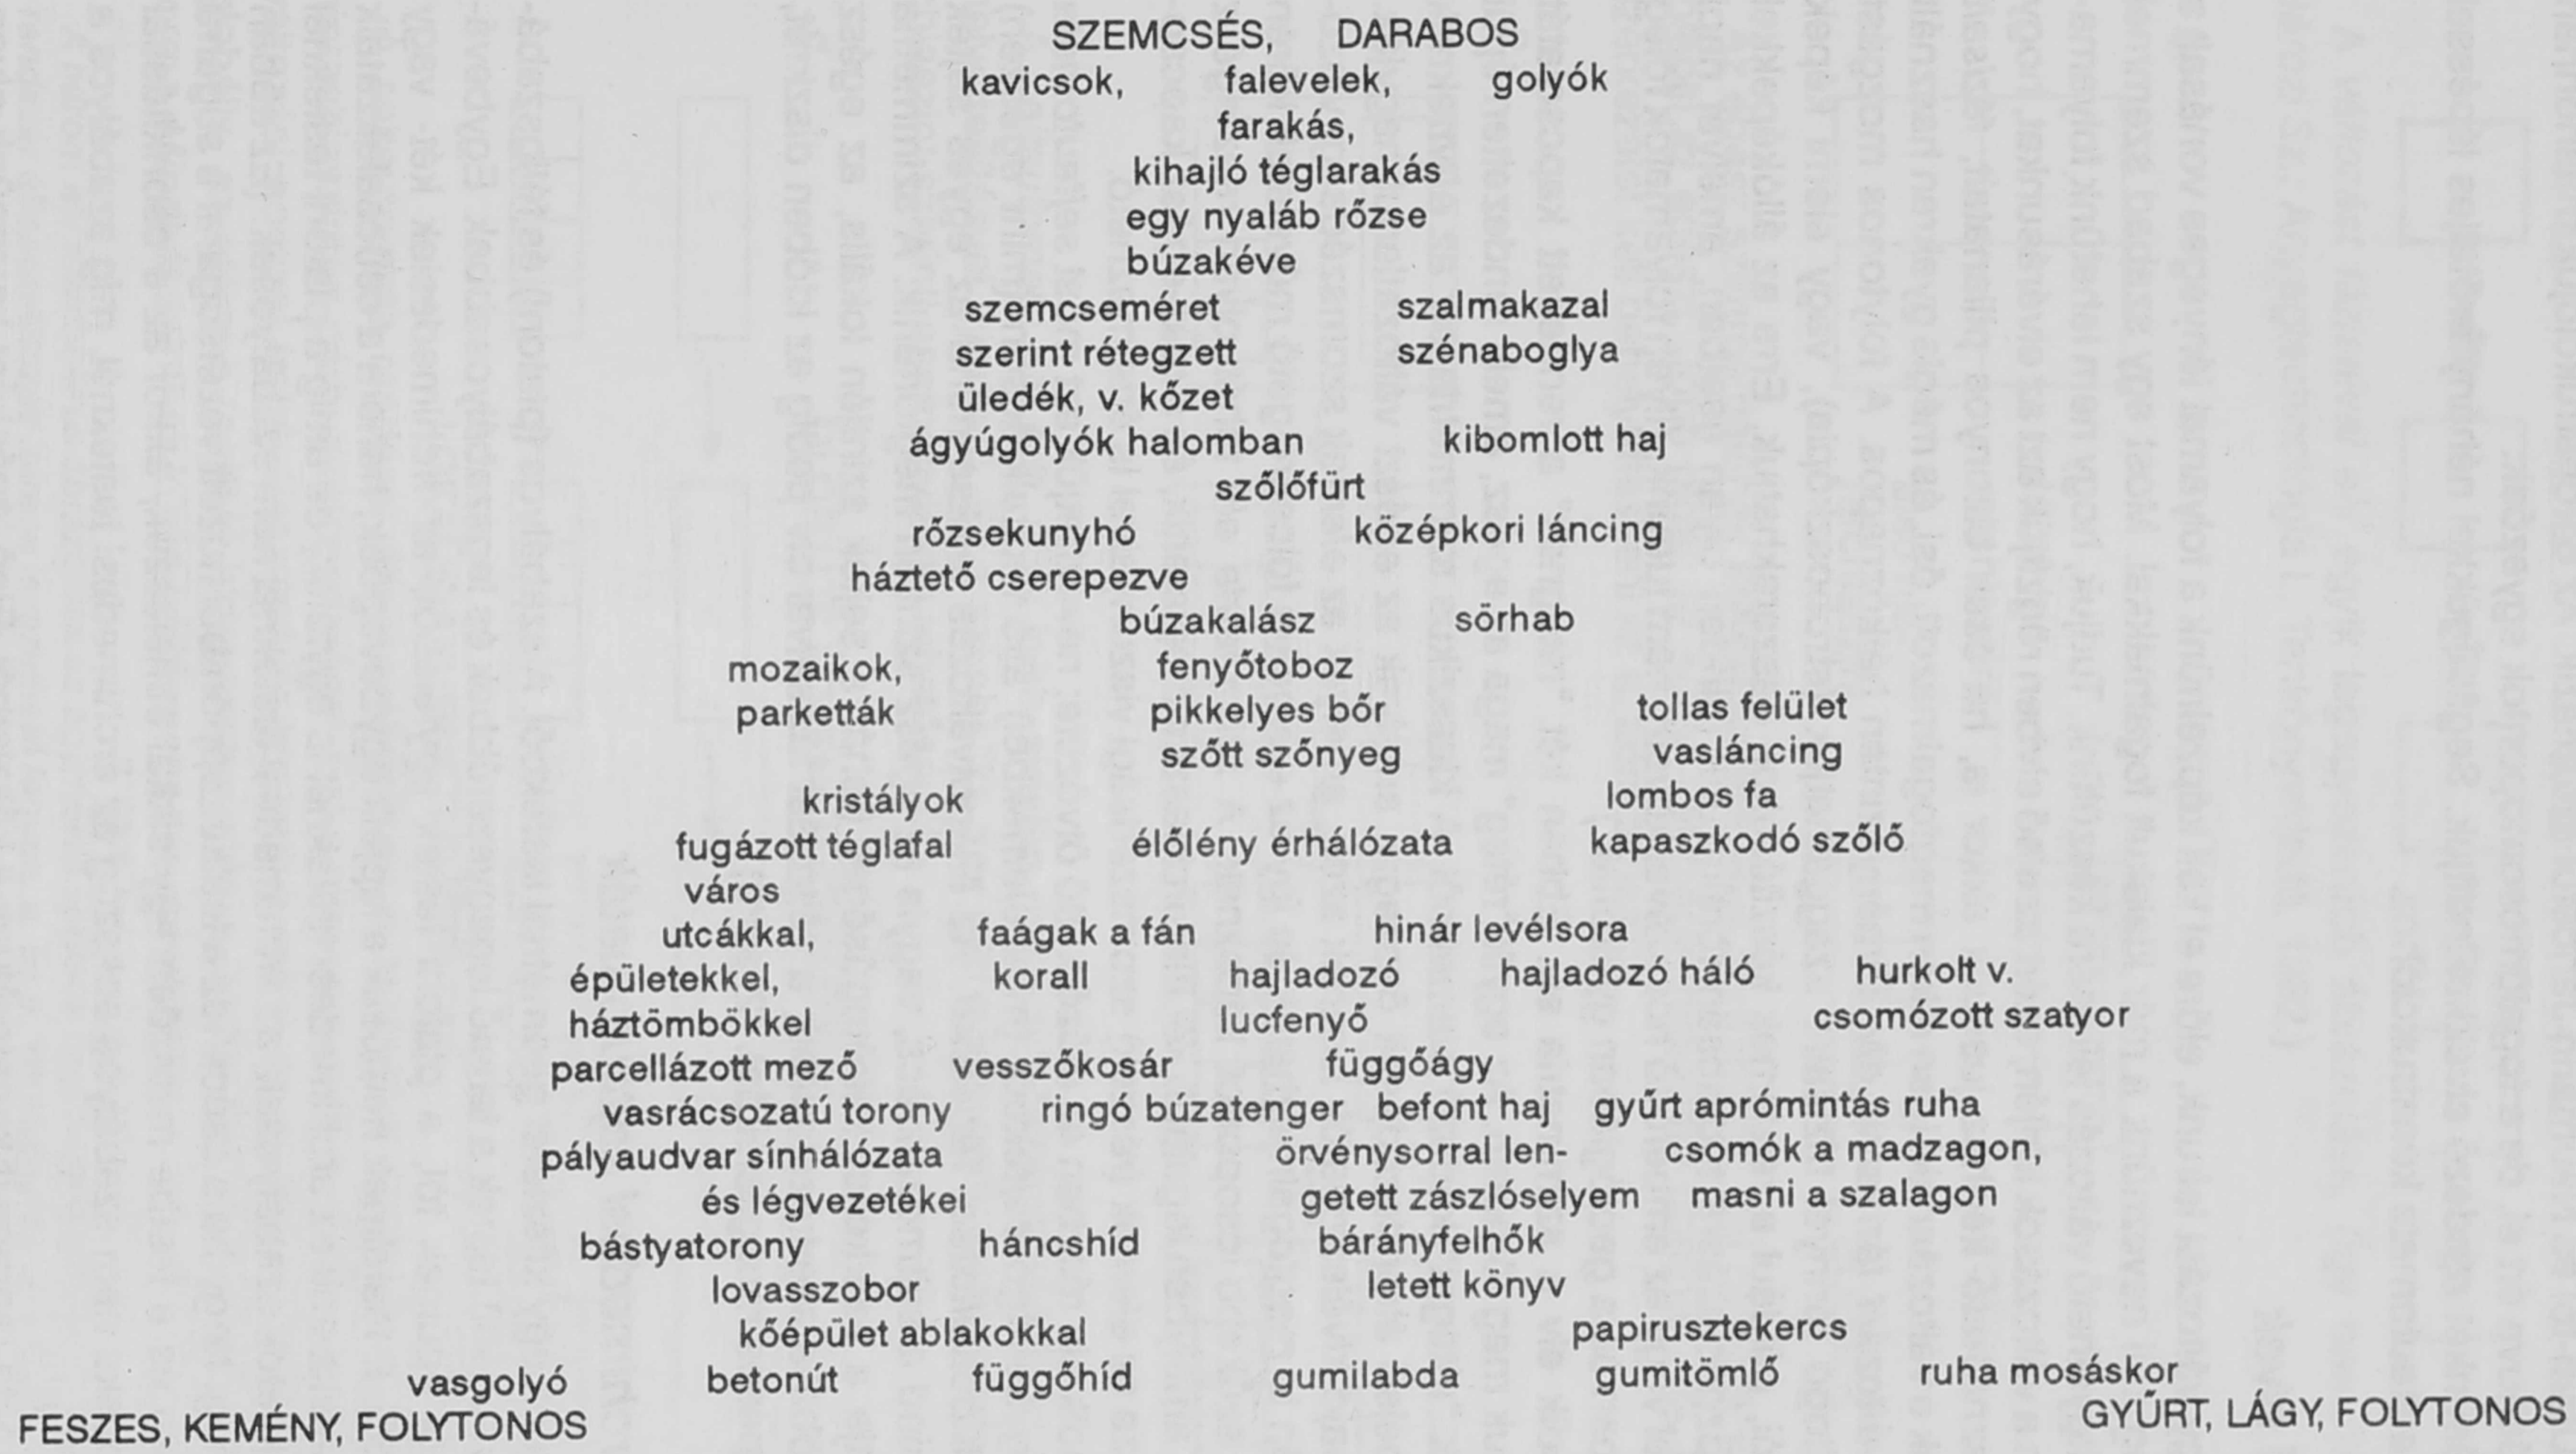 SZEMCSÉS, DARABOS
kavicsok, falevelek, golyók
farakás,
kihajló téglarakás
egy nyaláb rőzse
búzakéve
szemcseméret szalmakazal
szerint rétegzett szénaboglya
üledék, v. kőzet
ágyúgolyók halomban kibomlott haj
szőlőfürt
rőzsekunyhó középkori láncing
háztető cserepezve
búzakalász sörhab
mozaikok, fenyőtoboz
parketták pikkelyes bőr tollas felület
szőtt szőnyeg vasláncing
kristályok lombos fa
fugázott téglafal élőlény érhálózata kapaszkodó szőlő
város
utcákkal, faágak a fán hinár levélsora
épületekkel, korall hajladozó hajladozó háló hurkolt v.
háztömbökkel lucfenyő csomózott szatyor
parcellázott mező vesszőkosár függőágy
vasrácsozatú torony ringó búzatenger befont haj gyűrt aprómintás ruha
pályaudvar sínhálózata örvénysorral len- csomók a madzagon,
és légvezetékei getett zászlóselyem masni a szalagon
bástyatorony háncshíd bárányfelhők
lovasszobor letett könyv
kőépület ablakokkal papirusztekercs
vasgolyó betonút függőhíd gumilabda gumitömlő ruha mosáskor
FESZES, KEMÉNY, FOLYTONOS GYŰRT, LÁGY, FOLYTONOS